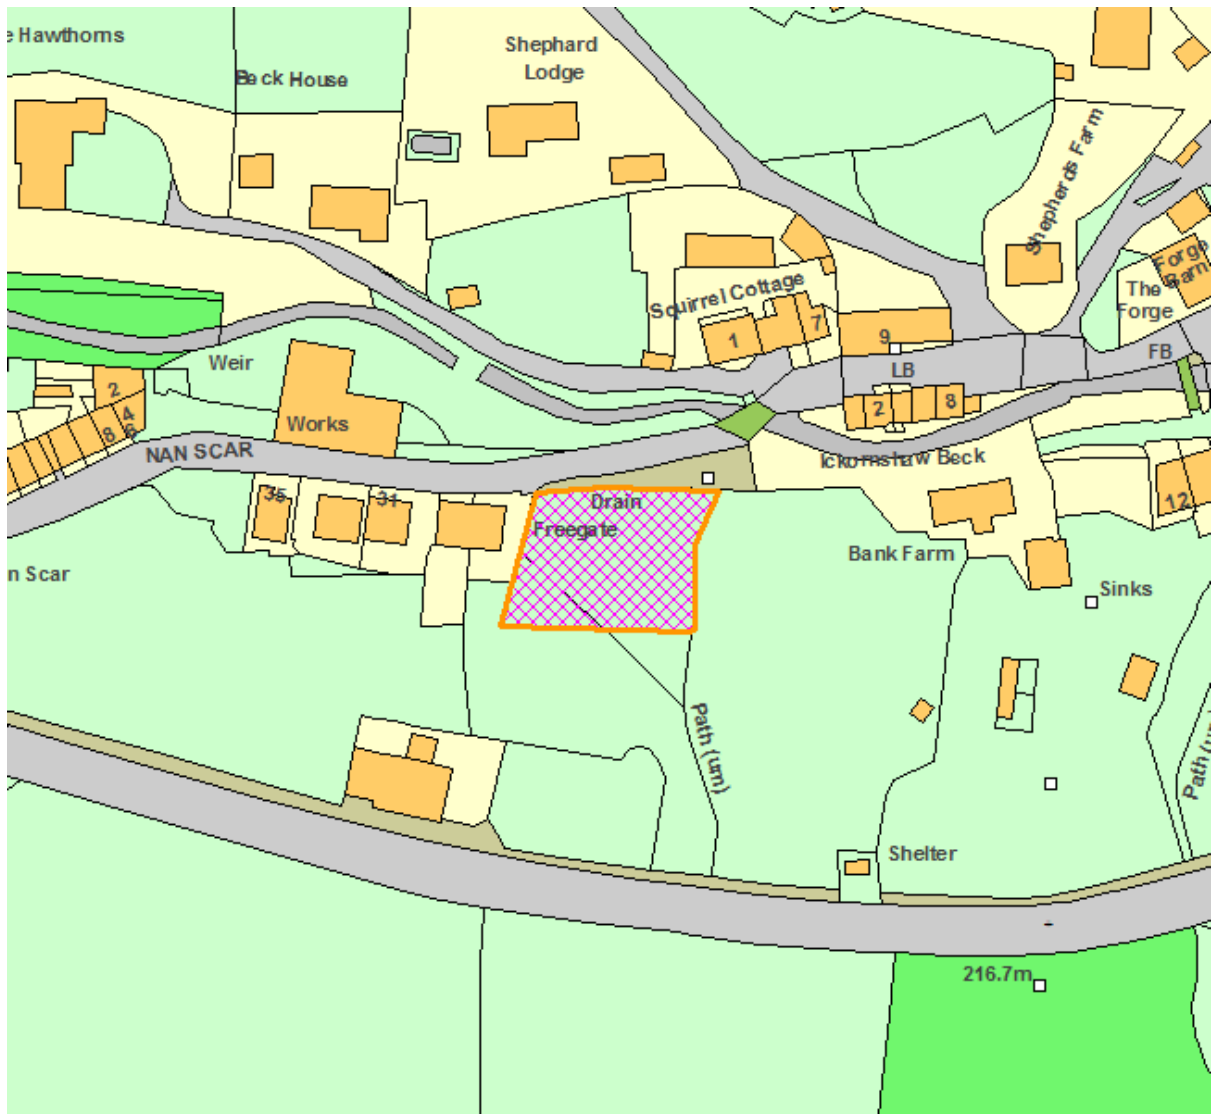 e Hawthorns
Beck House
Shephard
Lodge
Shepherds Farm
Forge
Barn
The
Forge
Squirrel Cottage
1
7
9
FB
LB
Weir
2
4
6
8
2
8
Works
NAN SCAR
Ickornshaw Beck
35
31
Drain
Freegate
12
Bank Farm
n Scar
Sinks
Path (um)
Path (u
Shelter
216.7m